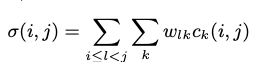 σ(i, j) = ∑_{i≤l<j} ∑_k w_{lk} c_k(i, j)